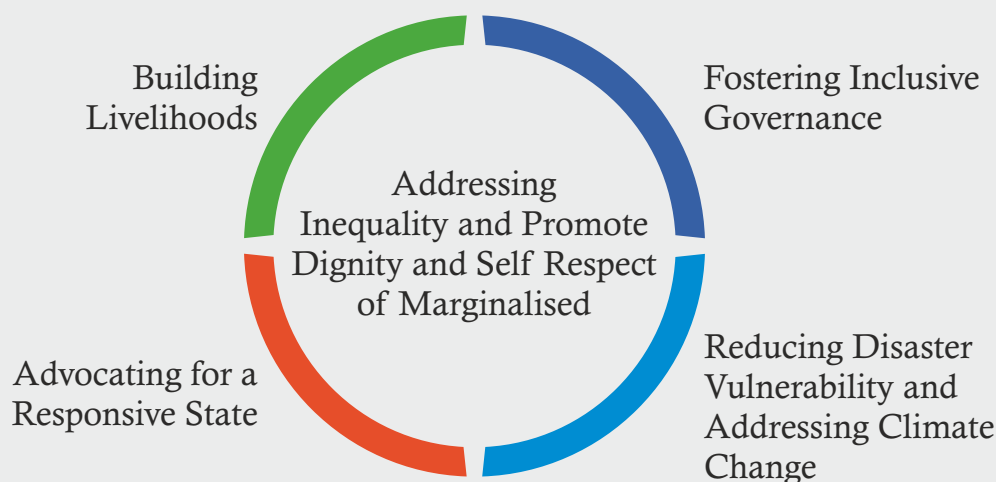 Building
Livelihoods
Fostering Inclusive
Governance
Addressing
Inequality and Promote
Dignity and Self Respect
of Marginalised
Advocating for a
Responsive State
Reducing Disaster
Vulnerability and
Addressing Climate
Change